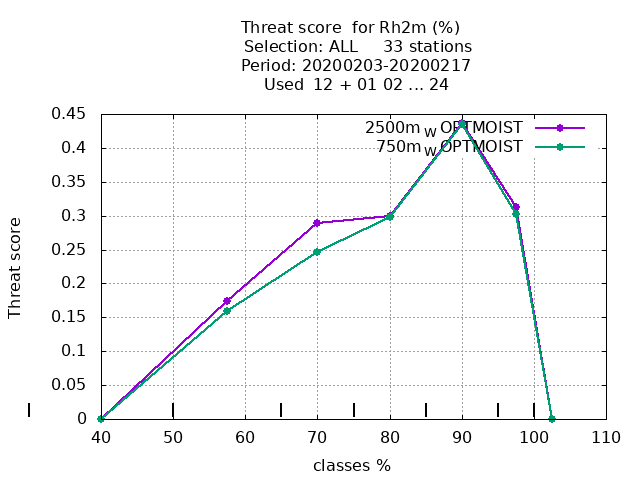 Threat score  for Rh2m (%)
Selection: ALL     33 stations
Period: 20200203-20200217
Used  12 + 01 02 ... 24
2500m W OPTMOIST
750m W OPTMOIST
0.45
0.4
0.35
0.3
0.25
0.2
0.15
0.1
0.05
0
Threat score
40 50 60 70 80 90 100 110
classes %